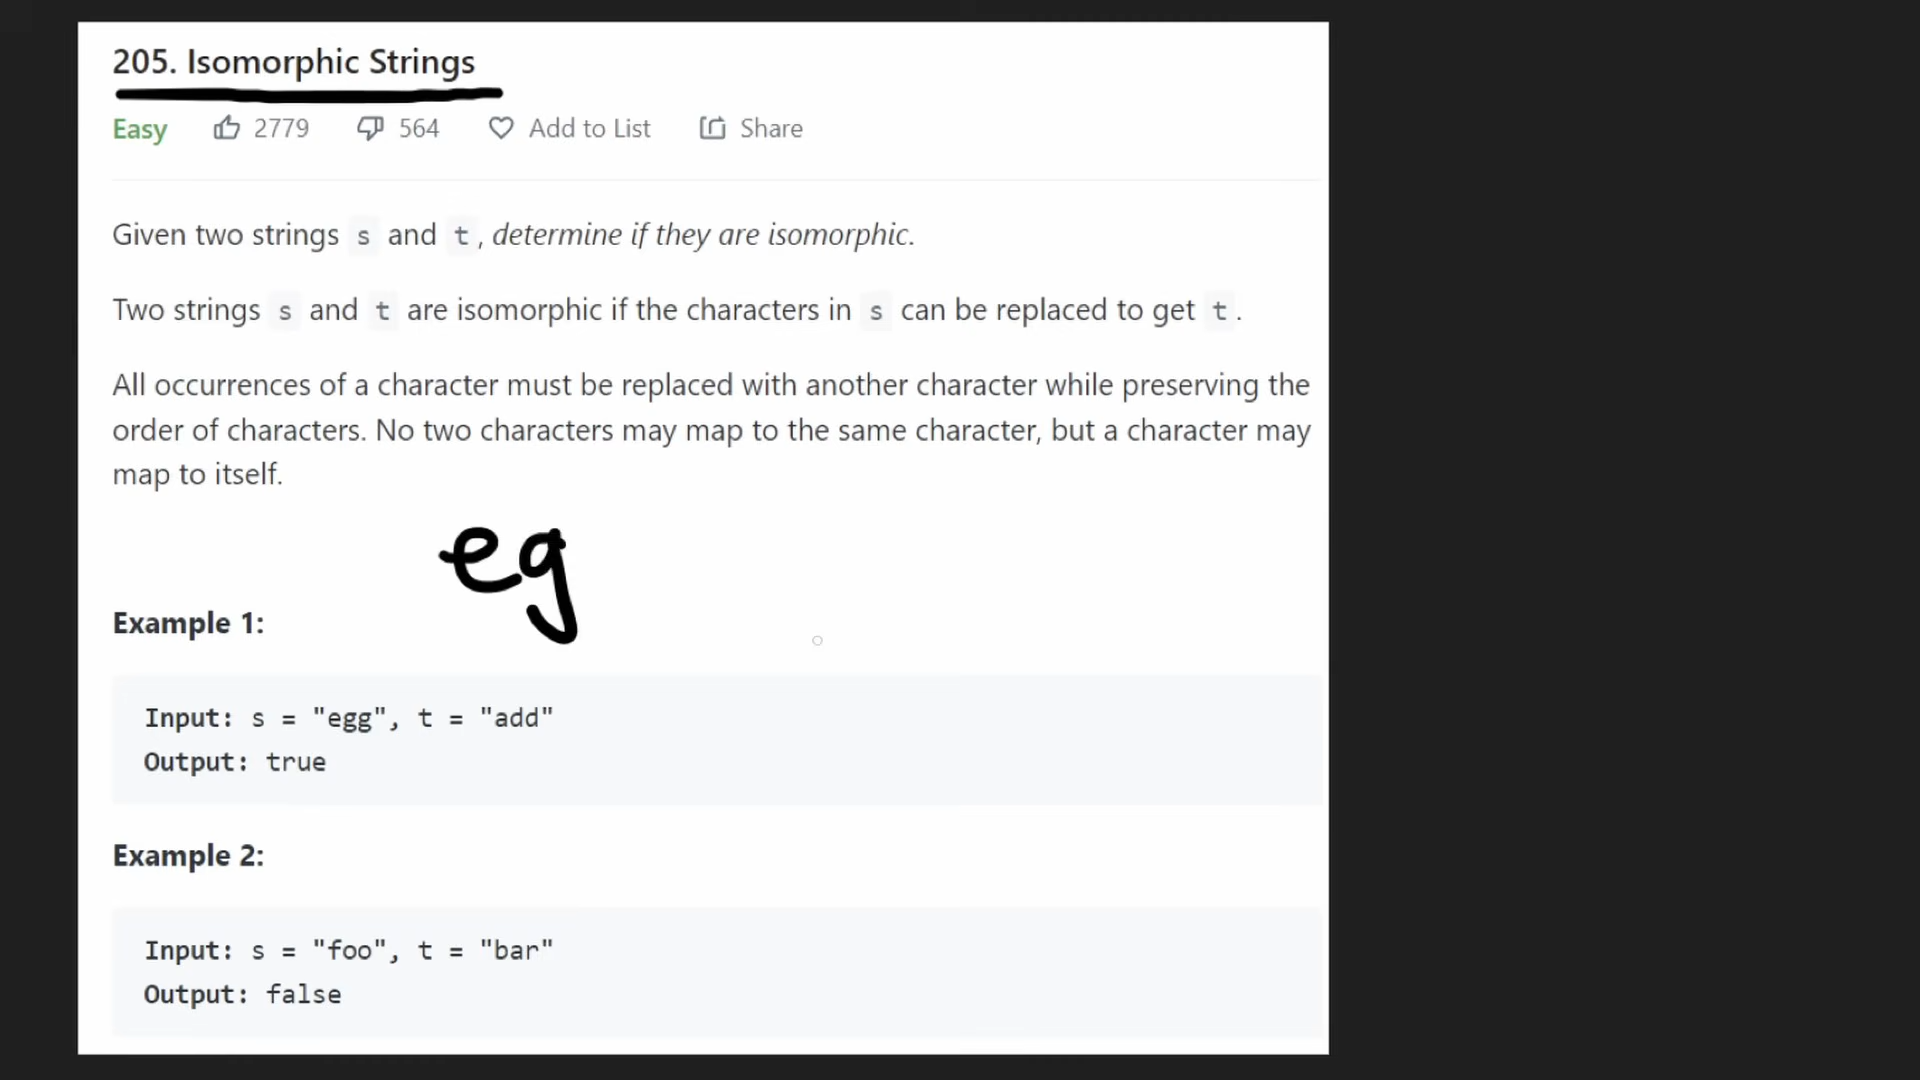 205. Isomorphic Strings
Easy 2779 564 Add to List Share
Given two strings s and t, determine if they are isomorphic.
Two strings s and t are isomorphic if the characters in s can be replaced to get t.
All occurrences of a character must be replaced with another character while preserving the
order of characters. No two characters may map to the same character, but a character may
map to itself.
eg
Example 1:
Input: s = "egg", t = "add"
Output: true
Example 2:
Input: s = "foo", t = "bar"
Output: false